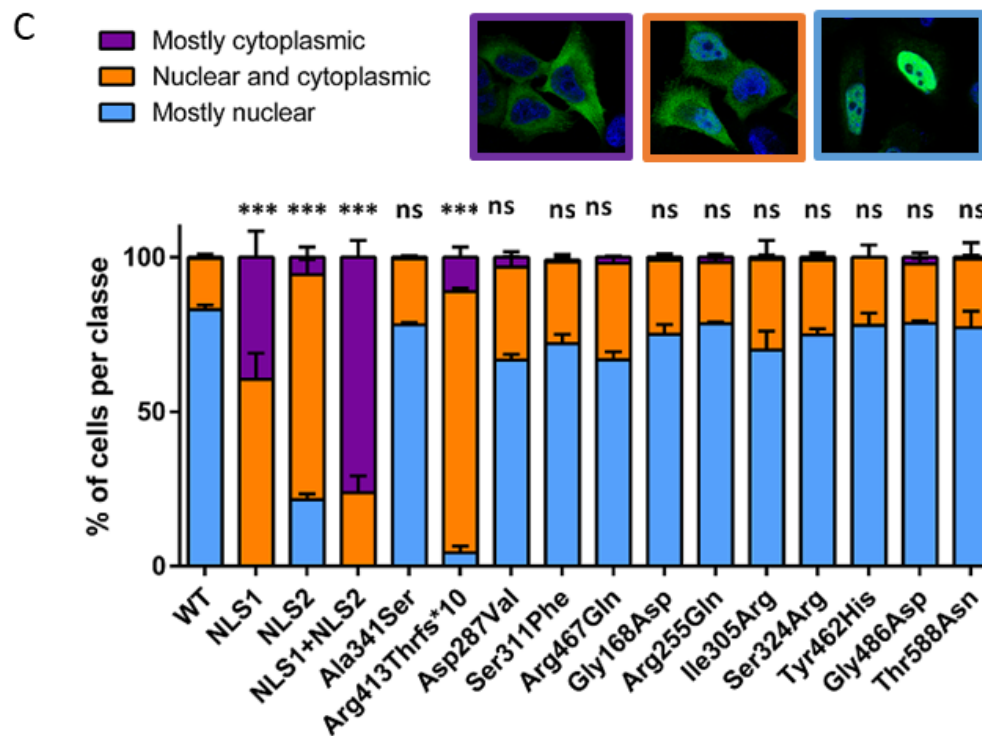 C
Mostly cytoplasmic
Nuclear and cytoplasmic
Mostly nuclear
*** *** *** ns *** ns ns ns ns ns ns ns ns ns ns
% of cells per classe
100
50
0
WT
NLS1
NLS2
NLS1+NLS2
Ala341Ser
Arg413Thrfs*10
Asp287Val
Ser311Phe
Arg467Gln
Gly168Asp
Arg255Gln
Ile305Arg
Ser324Arg
Tyr462His
Gly486Asp
Thr588Asn